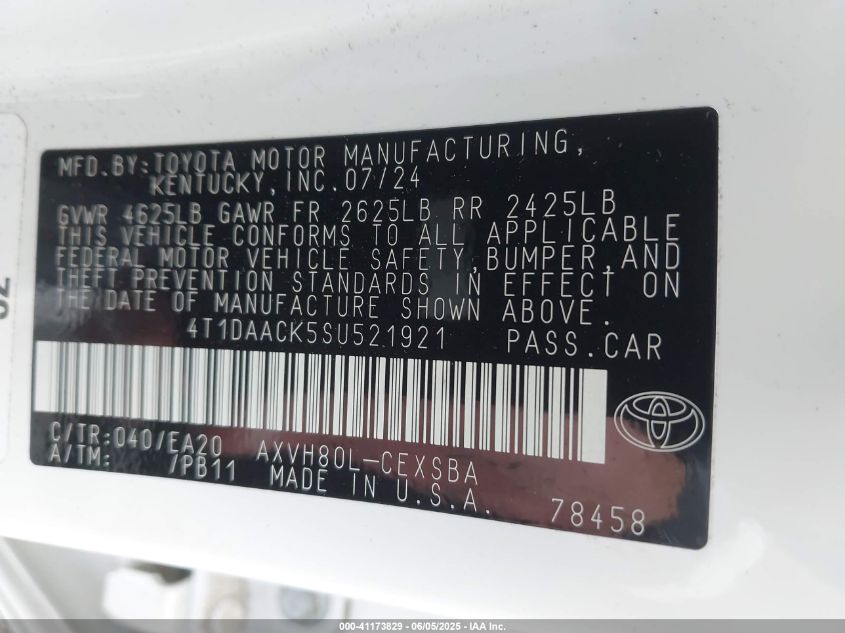 MFD.BY:TOYOTA MOTOR MANUFACTURING,
KENTUCKY,INC.07/24
GVWR 4625LB GAWR FR 2625LB RR 2425LB
THIS VEHICLE CONFORMS TO ALL APPLICABLE
FEDERAL MOTOR VEHICLE SAFETY,BUMPER,AND
THEFT PREVENTION STANDARDS IN EFFECT ON
THE DATE OF MANUFACTURE SHOWN ABOVE.
4T1DAACK5SU521921 PASS.CAR
C/TR:040/EA20 AXVH80L-CEXSBA
A/TM: /PB11 MADE IN U.S.A.
78458
000-41173829 - 06/05/2025 - IAA Inc.